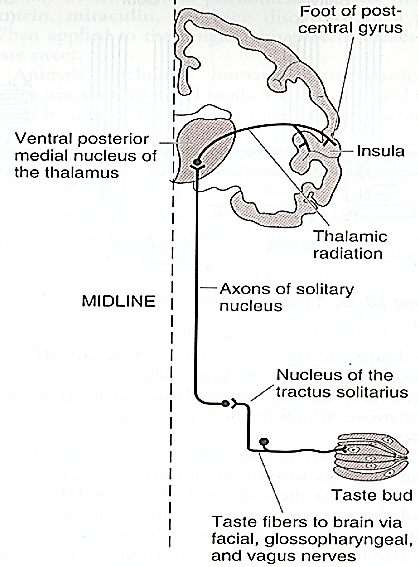 Foot of post-
central gyrus
Ventral posterior
medial nucleus of
the thalamus
Insula
Thalamic
radiation
Axons of solitary
nucleus
MIDLINE
Nucleus of the
tractus solitarius
Taste bud
Taste fibers to brain via
facial, glossopharyngeal,
and vagus nerves